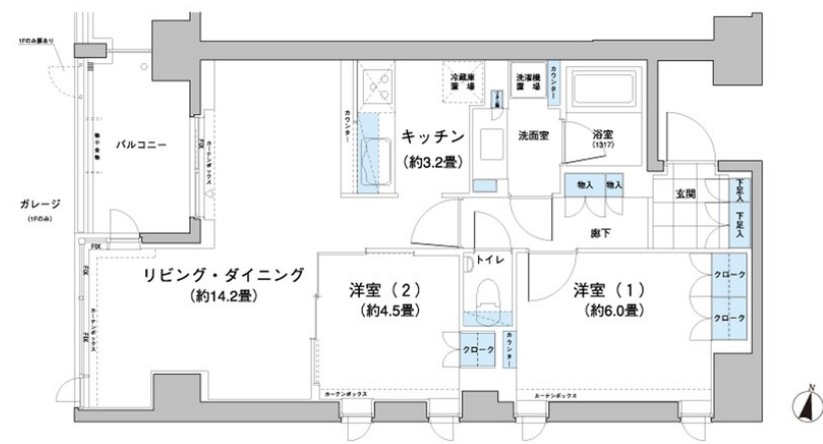 1Fのみ扉あり
冷蔵庫
置場
洗濯機
置場
カウンター
カウンター
キッチン
(約3.2畳)
洗面室
浴室
(1317)
バルコニー
物干金物
FIX
カーテンボックス
ガレージ
(1Fのみ)
物入
物入
玄関
下足入
下足入
廊下
FIX
リビング・ダイニング
(約14.2畳)
FIX
FIX
カーテンボックス
洋室（2）
(約4.5畳)
トイレ
洋室（1）
(約6.0畳)
クローク
クローク
クローク
カウンター
カーテンボックス
カーテンボックス
N